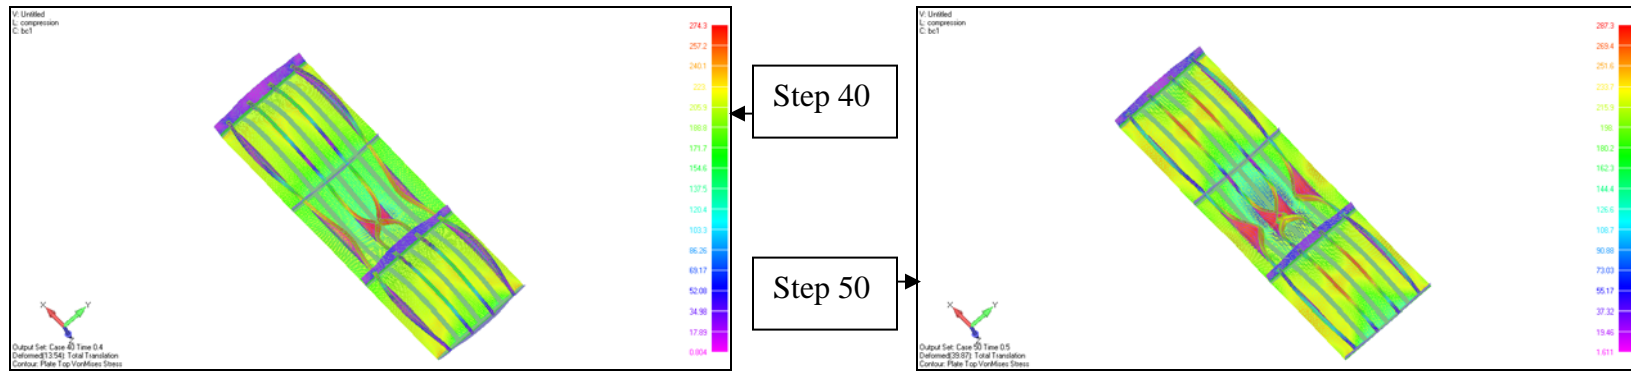 V: Untitled
L: compression
C: bc1
274.3
257.2
240.1
223.
205.9
188.8
171.7
154.6
137.5
120.4
103.3
86.26
69.17
52.08
34.98
17.89
0.804
X
Y
Output Set: Case 40 Time 0.4
Deformed(13.54): Total Translation
Contour: Plate Top VonMises Stress
Step 40
Step 50
V: Untitled
L: compression
C: bc1
287.3
269.4
251.6
233.7
215.9
198.
180.2
162.3
144.4
126.6
108.7
90.88
73.03
55.17
37.32
19.46
1.611
X
Y
Output Set: Case 50 Time 0.5
Deformed(39.87): Total Translation
Contour: Plate Top VonMises Stress